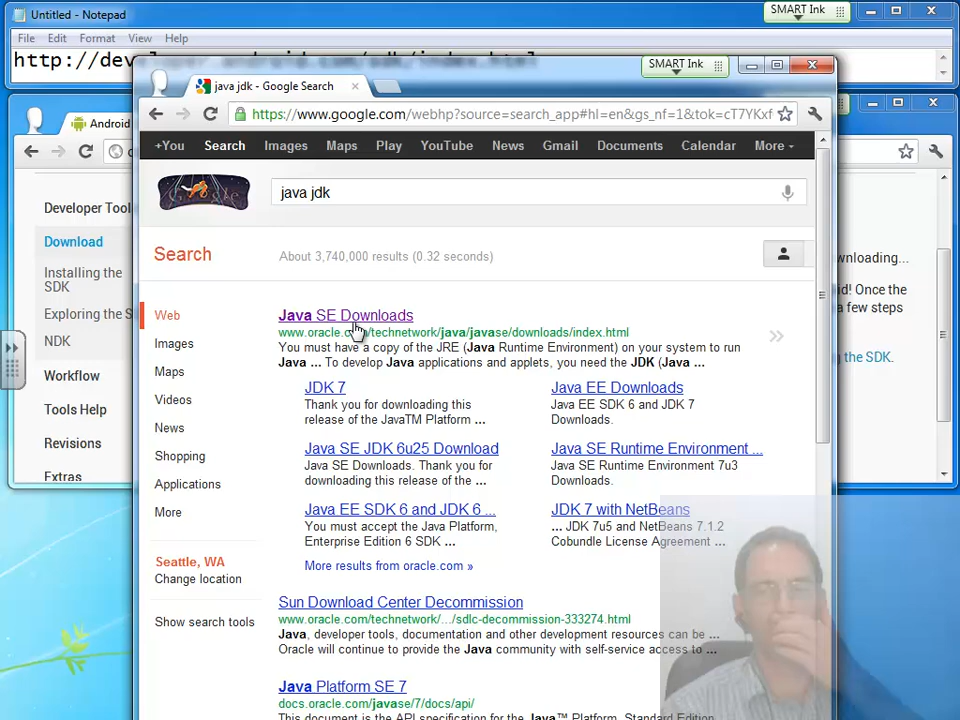 Untitled - Notepad
SMART Ink
File Edit Format View Help
http://developer.android.com/sdk/index.html
SMART Ink
java jdk - Google Search
Android
https://www.google.com/webhp?source=search_app#hl=en&gs_nf=1&tok=cT7YKxf
+You Search Images Maps Play YouTube News Gmail Documents Calendar More
java jdk
Developer Tools
Download
Installing the
SDK
Exploring the S
NDK
Workflow
Tools Help
Revisions
Extras
wnloading...
d! Once the
a few steps
g the SDK.
Search
About 3,740,000 results (0.32 seconds)
Web
Images
Maps
Videos
News
Shopping
Applications
More
Seattle, WA
Change location
Show search tools
Java SE Downloads
www.oracle.com/technetwork/java/javase/downloads/index.html
You must have a copy of the JRE (Java Runtime Environment) on your system to run
Java ... To develop Java applications and applets, you need the JDK (Java ...
JDK 7
Thank you for downloading this
release of the JavaTM Platform ...
Java EE Downloads
Java EE SDK 6 and JDK 7
Downloads.
Java SE JDK 6u25 Download
Java SE Downloads. Thank you for
downloading this release of the ...
Java SE Runtime Environment ...
Java SE Runtime Environment 7u3
Downloads.
Java EE SDK 6 and JDK 6 ...
You must accept the Java Platform,
Enterprise Edition 6 SDK ...
JDK 7 with NetBeans
... JDK 7u5 and NetBeans 7.1.2
Cobundle License Agreement ...
More results from oracle.com »
Sun Download Center Decommission
www.oracle.com/technetwork/.../sdlc-decommission-333274.html
Java, developer tools, documentation and other development resources can be ...
Oracle will continue to provide the Java community with self-service access to ...
Java Platform SE 7
docs.oracle.com/javase/7/docs/api/
This document is the API specification for the Java™ Platform, Standard Edition